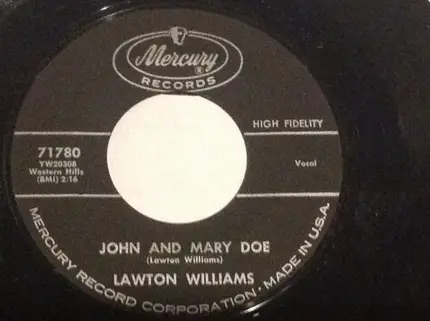 Mercury
®
RECORDS
HIGH FIDELITY
71780
YW20308
Western Hills
(BMI) 2:16
Vocal
JOHN AND MARY DOE
(Lawton Williams)
LAWTON WILLIAMS
MERCURY RECORD CORPORATION • MADE IN U.S.A.